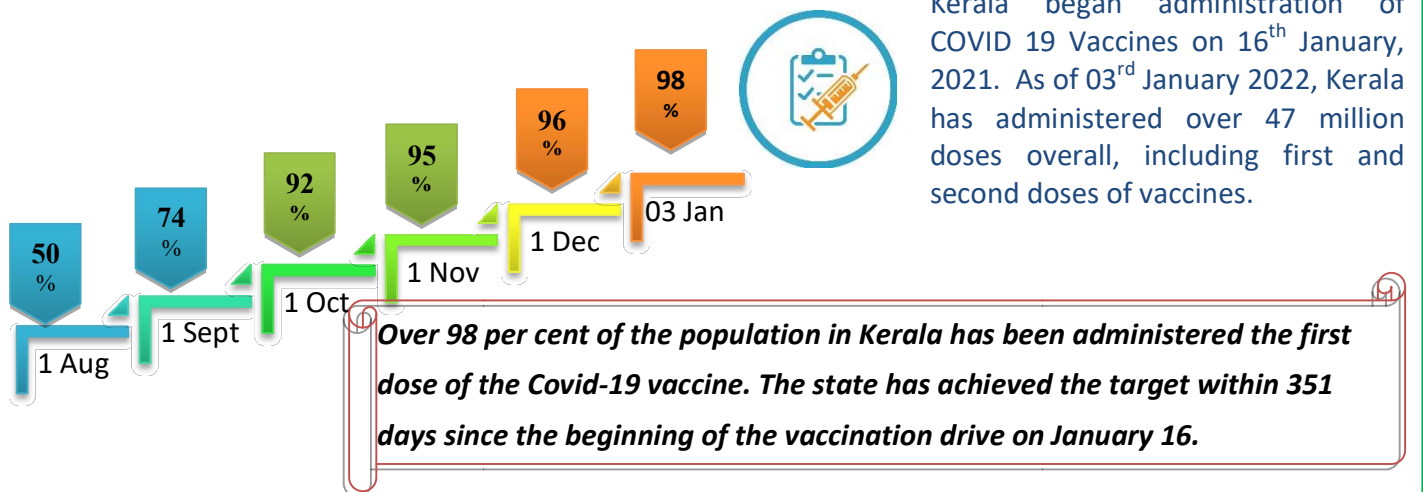 Kerala began administration of
COVID 19 Vaccines on 16th January,
2021. As of 03rd January 2022, Kerala
has administered over 47 million
doses overall, including first and
second doses of vaccines.
50
%
1 Aug
74
%
1 Sept
92
%
1 Oct
95
%
1 Nov
96
%
1 Dec
98
%
03 Jan
Over 98 per cent of the population in Kerala has been administered the first
dose of the Covid-19 vaccine. The state has achieved the target within 351
days since the beginning of the vaccination drive on January 16.